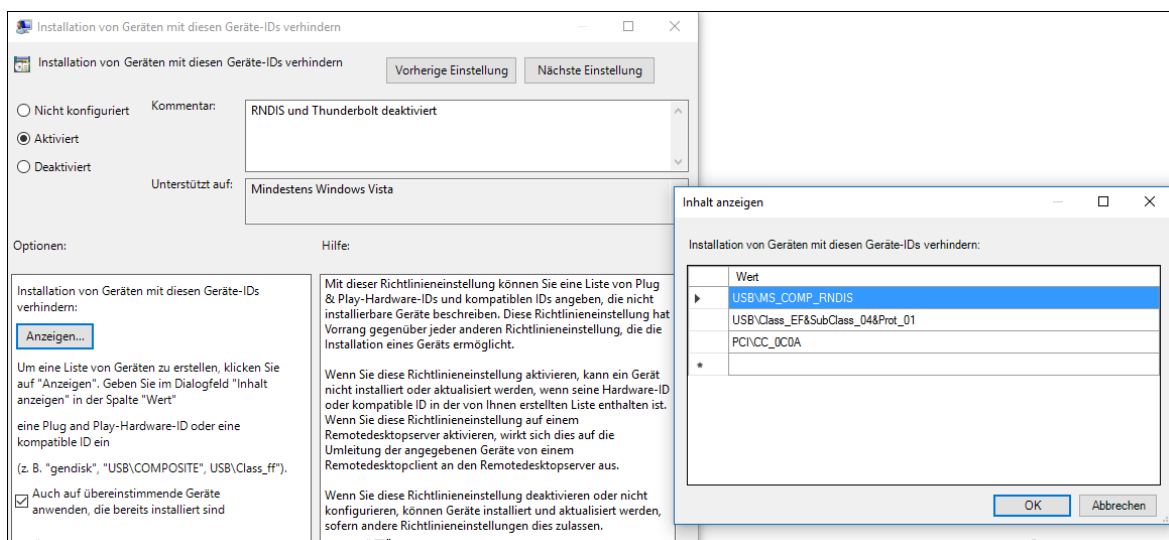 Installation von Geräten mit diesen Geräte-IDs verhindern
Installation von Geräten mit diesen Geräte-IDs verhindern
Vorherige Einstellung
Nächste Einstellung
Nicht konfiguriert
Aktiviert
Deaktiviert
Kommentar:
RNDIS und Thunderbolt deaktiviert
Unterstützt auf:
Mindestens Windows Vista
Optionen:
Hilfe:
Installation von Geräten mit diesen Geräte-IDs
verhindern:
Anzeigen...
Um eine Liste von Geräten zu erstellen, klicken Sie
auf "Anzeigen". Geben Sie im Dialogfeld "Inhalt
anzeigen" in der Spalte "Wert"
eine Plug and Play-Hardware-ID oder eine
kompatible ID ein
(z. B. "gendisk", "USB\COMPOSITE", USB\Class_ff").
Auch auf übereinstimmende Geräte
anwenden, die bereits installiert sind
Mit dieser Richtlinieneinstellung können Sie eine Liste von Plug
& Play-Hardware-IDs und kompatiblen IDs angeben, die nicht
installierbare Geräte beschreiben. Diese Richtlinieneinstellung hat
Vorrang gegenüber jeder anderen Richtlinieneinstellung, die die
Installation eines Geräts ermöglicht.
Wenn Sie diese Richtlinieneinstellung aktivieren, kann ein Gerät
nicht installiert oder aktualisiert werden, wenn seine Hardware-ID
oder kompatible ID in der von Ihnen erstellten Liste enthalten ist.
Wenn Sie diese Richtlinieneinstellung auf einem
Remotedesktopserver aktivieren, wirkt sich dies auf die
Umleitung der angegebenen Geräte von einem
Remotedesktopclient an den Remotedesktopserver aus.
Wenn Sie diese Richtlinieneinstellung deaktivieren oder nicht
konfigurieren, können Geräte installiert und aktualisiert werden,
sofern andere Richtlinieneinstellungen dies zulassen.
Inhalt anzeigen
Installation von Geräten mit diesen Geräte-IDs verhindern:
Wert
USB\MS_COMP_RNDIS
USB\Class_EF&SubClass_04&Prot_01
PCI\CC_0C0A
*
OK
Abbrechen